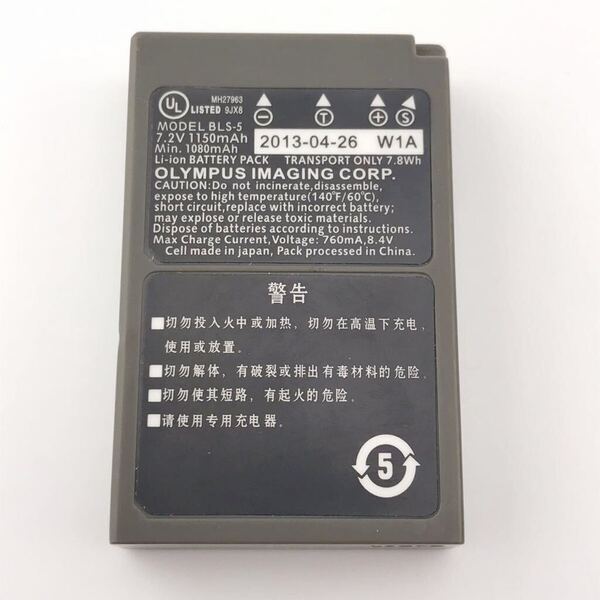 MH27963
UL LISTED 9JX8
MODEL BLS-5
7.2V 1150mAh
Min. 1080mAh
− T + S
2013-04-26 W1A
Li-ion BATTERY PACK TRANSPORT ONLY 7.8Wh
OLYMPUS IMAGING CORP.
CAUTION: Do not incinerate,disassemble,
expose to high temperature(140°F/60°C),
short circuit,replace with incorrect battery;
may explose or release toxic materials.
Dispose of batteries according to instructions.
Max Charge Current,Voltage: 760mA,8.4V
Cell made in japan, Pack processed in China.
警告
切勿投入火中或加热，切勿在高温下充电，
使用或放置。
切勿解体，有破裂或排出有毒材料的危险。
切勿使其短路，有起火的危险。
请使用专用充电器。
5